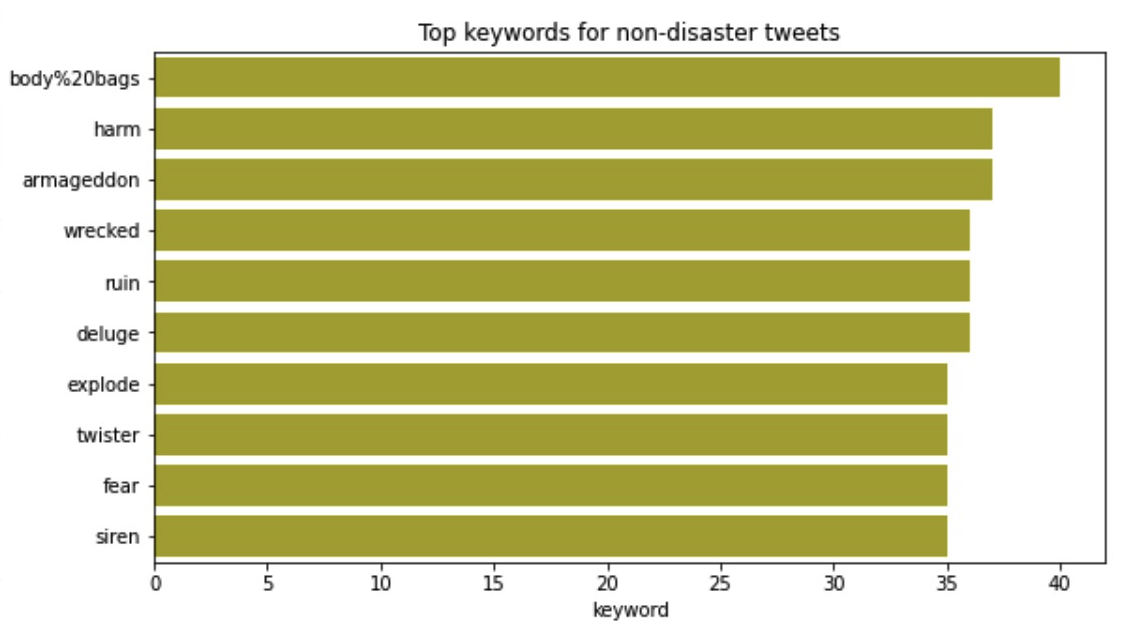 Top keywords for non-disaster tweets
body%20bags
harm
armageddon
wrecked
ruin
deluge
explode
twister
fear
siren
0 5 10 15 20 25 30 35 40
keyword